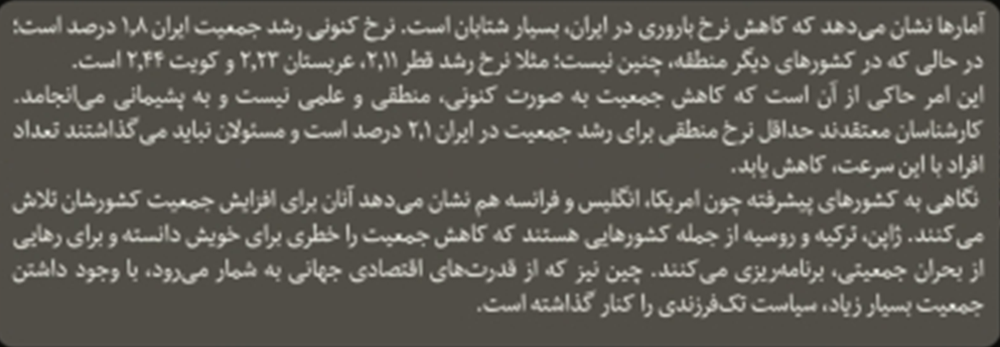 آمارها نشان می‌دهد که کاهش نرخ باروری در ایران، بسیار شتابان است. نرخ کنونی رشد جمعیت ایران ۱٫۸ درصد است؛
در حالی که در کشورهای دیگر منطقه، چنین نیست؛ مثلا نرخ رشد قطر ۲٫۱۱، عربستان ۲٫۲۳ و کویت ۲٫۴۴ است.
این امر حاکی از آن است که کاهش جمعیت به صورت کنونی، منطقی و علمی نیست و به پشیمانی می‌انجامد.
کارشناسان معتقدند حداقل نرخ منطقی برای رشد جمعیت در ایران ۲٫۱ درصد است و مسئولان نباید می‌گذاشتند تعداد
افراد با این سرعت، کاهش یابد.
نگاهی به کشورهای پیشرفته چون امریکا، انگلیس و فرانسه هم نشان می‌دهد آنان برای افزایش جمعیت کشورشان تلاش
می‌کنند. ژاپن، ترکیه و روسیه از جمله کشورهایی هستند که کاهش جمعیت را خطری برای خویش دانسته و برای رهایی
از بحران جمعیتی، برنامه‌ریزی می‌کنند. چین نیز که از قدرت‌های اقتصادی جهانی به شمار می‌رود، با وجود داشتن
جمعیت بسیار زیاد، سیاست تک‌فرزندی را کنار گذاشته است.